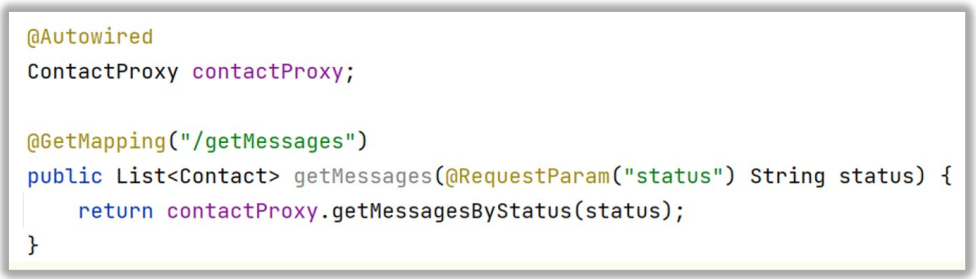 @Autowired
ContactProxy contactProxy;
@GetMapping("/getMessages")
public List<Contact> getMessages(@RequestParam("status") String status) {
return contactProxy.getMessagesByStatus(status);
}